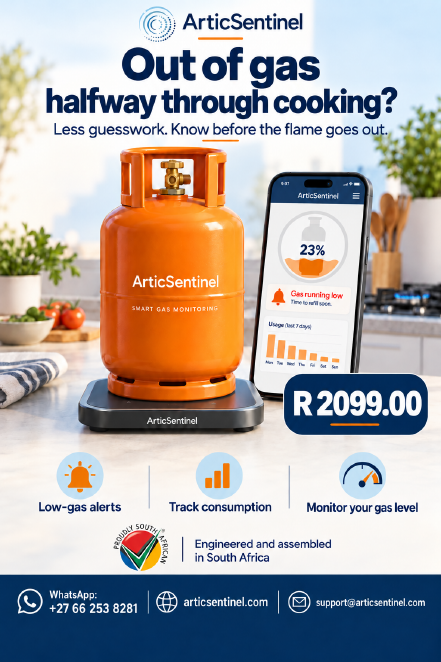 ArticSentinel
Out of gas
halfway through cooking?
Less guesswork. Know before the flame goes out.
ArticSentinel
SMART GAS MONITORING
ArticSentinel
9:37
ArticSentinel
23%
Gas running low
Time to refill soon.
Usage (last 7 days)
Mon Tue Wed Thu Fri Sat Sun
R 2099.00
Low-gas alerts
Track consumption
Monitor your gas level
PROUDLY SOUTH AFRICAN
Engineered and assembled
in South Africa
WhatsApp:
+27 66 253 8281
articsentinel.com
support@articsentinel.com